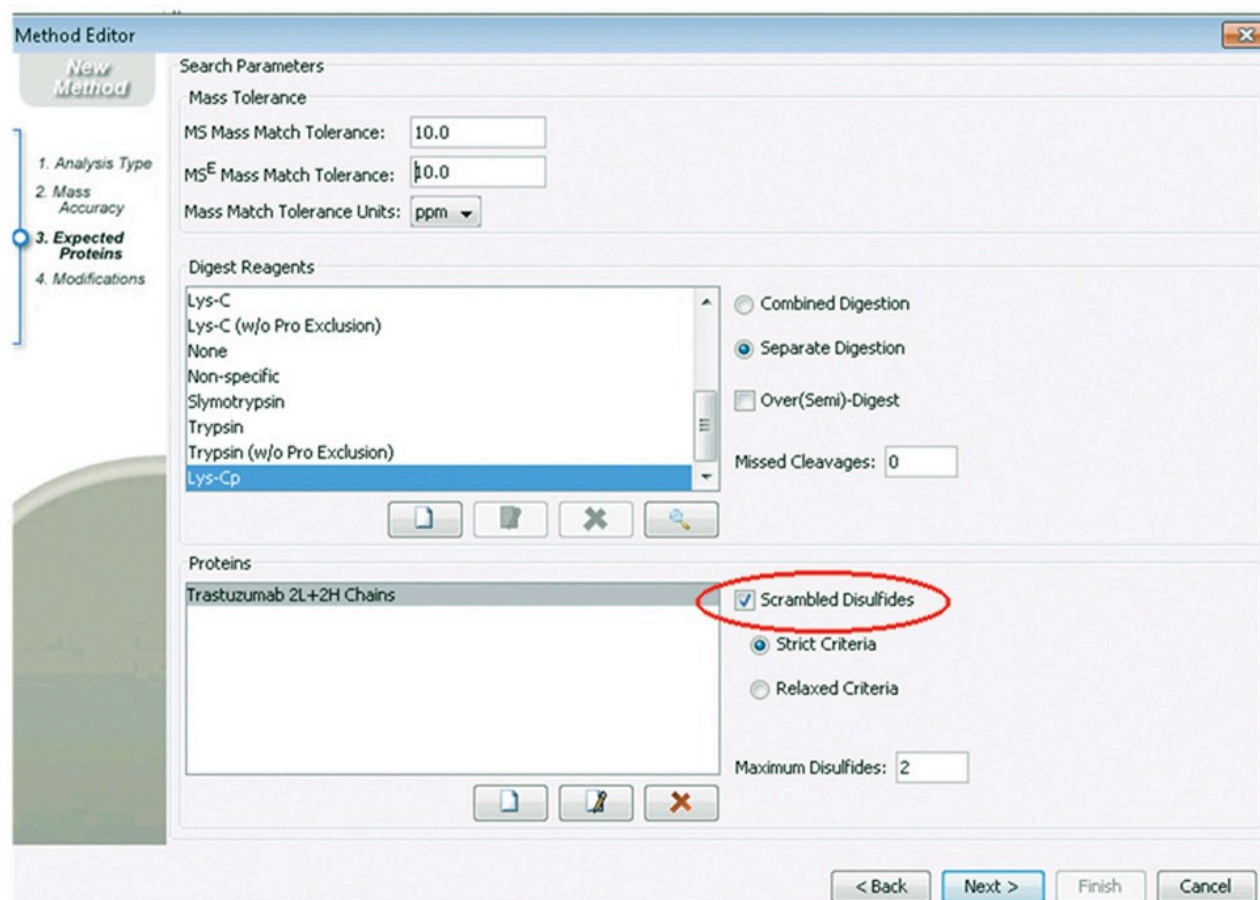 Method Editor
New
Method
1. Analysis Type
2. Mass
Accuracy
3. Expected
Proteins
4. Modifications
Search Parameters
Mass Tolerance
MS Mass Match Tolerance: 10.0
MSE Mass Match Tolerance: 10.0
Mass Match Tolerance Units: ppm
Digest Reagents
Lys-C
Lys-C (w/o Pro Exclusion)
None
Non-specific
Slymotrypsin
Trypsin
Trypsin (w/o Pro Exclusion)
Lys-Cp
Combined Digestion
Separate Digestion
Over(Semi)-Digest
Missed Cleavages: 0
Proteins
Trastuzumab 2L+2H Chains
Scrambled Disulfides
Strict Criteria
Relaxed Criteria
Maximum Disulfides: 2
< Back Next > Finish Cancel